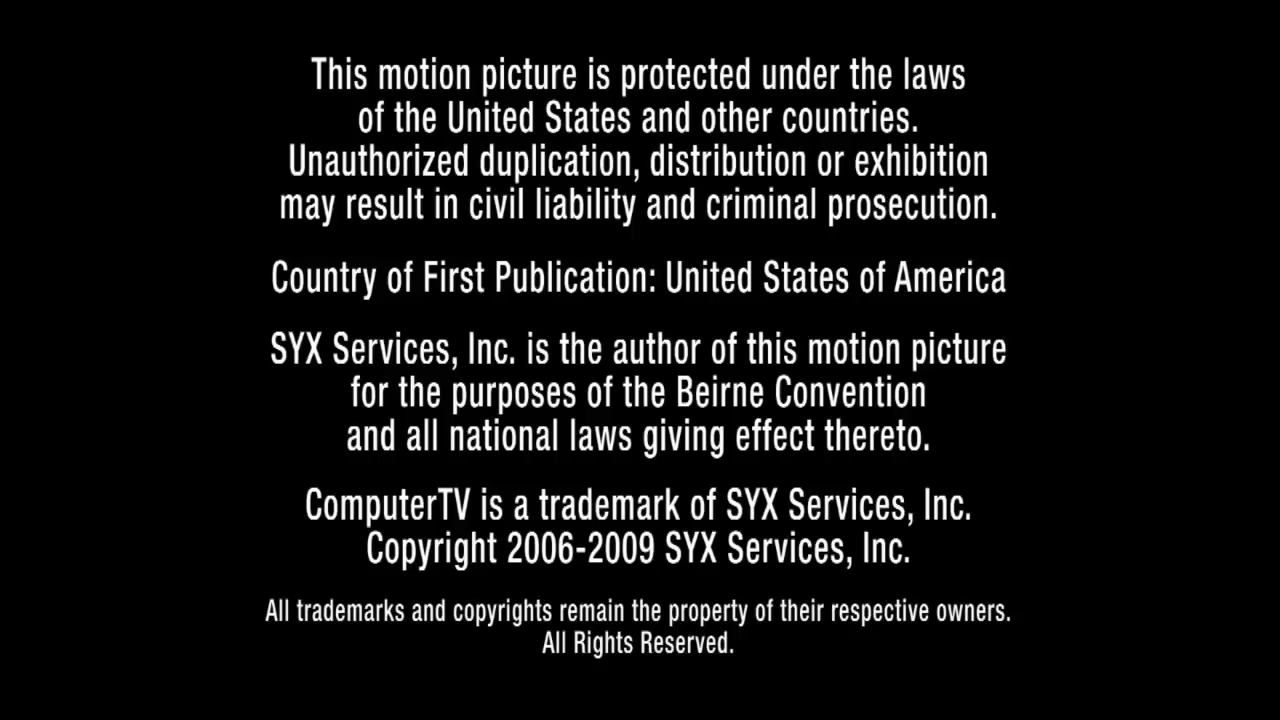 This motion picture is protected under the laws
of the United States and other countries.
Unauthorized duplication, distribution or exhibition
may result in civil liability and criminal prosecution.
Country of First Publication: United States of America
SYX Services, Inc. is the author of this motion picture
for the purposes of the Beirne Convention
and all national laws giving effect thereto.
ComputerTV is a trademark of SYX Services, Inc.
Copyright 2006-2009 SYX Services, Inc.
All trademarks and copyrights remain the property of their respective owners.
All Rights Reserved.